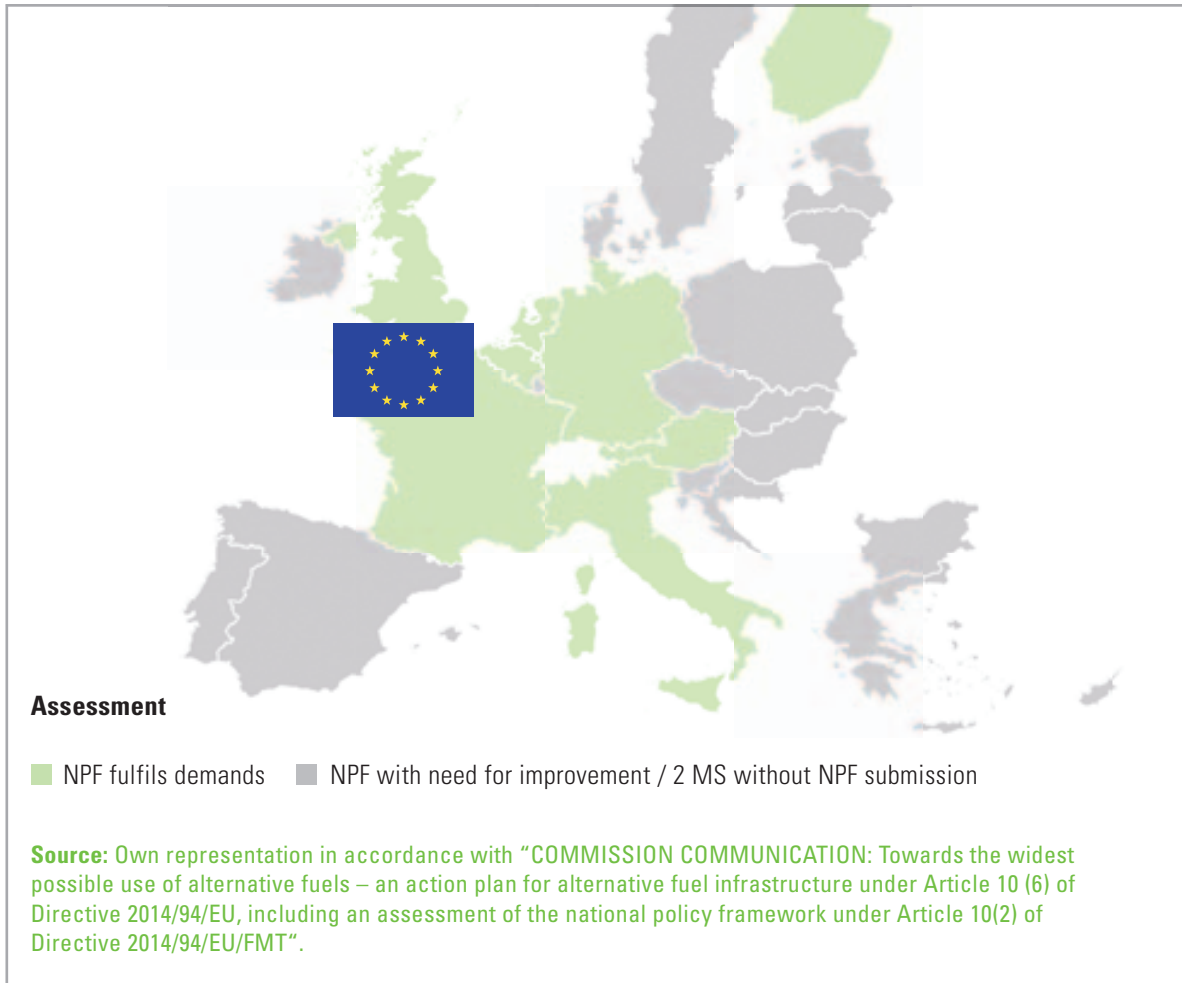 Assessment
NPF fulfils demands NPF with need for improvement / 2 MS without NPF submission
Source: Own representation in accordance with “COMMISSION COMMUNICATION: Towards the widest
possible use of alternative fuels – an action plan for alternative fuel infrastructure under Article 10 (6) of
Directive 2014/94/EU, including an assessment of the national policy framework under Article 10(2) of
Directive 2014/94/EU/FMT“.